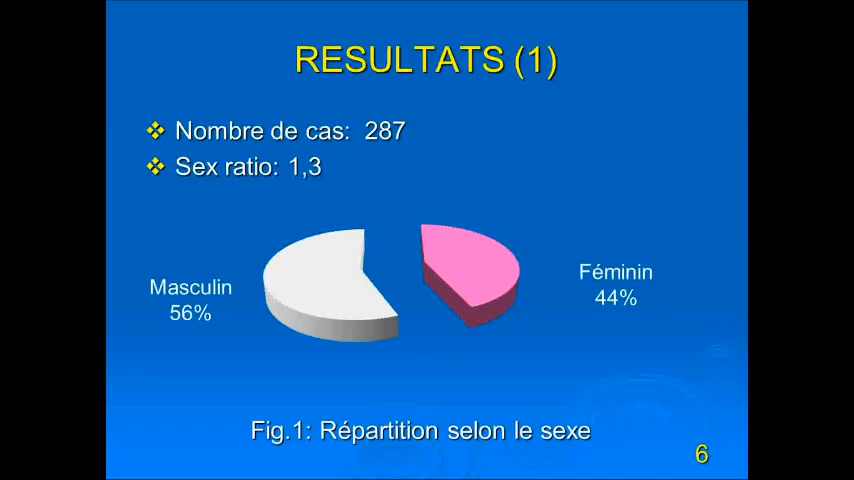 RESULTATS (1)
Nombre de cas: 287
Sex ratio: 1,3
Masculin
56%
Féminin
44%
Fig.1: Répartition selon le sexe
6